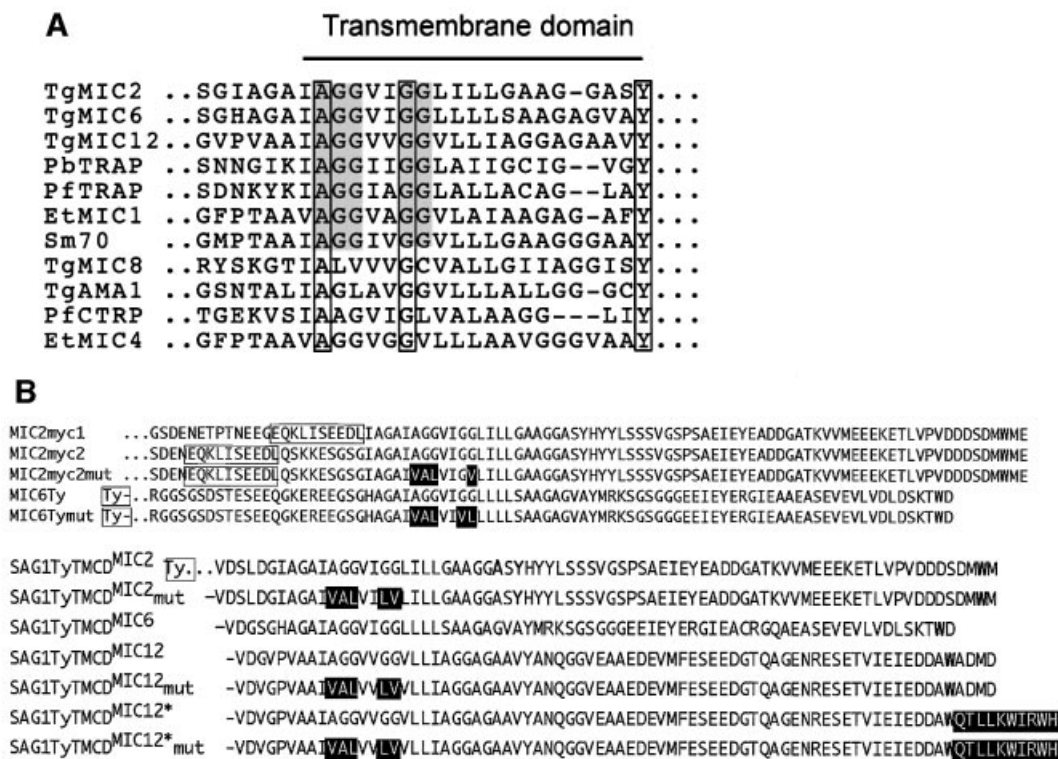 A
Transmembrane domain
TgMIC2 ..SGIAGAIAGGVIGGLILLGAAG-GASY...
TgMIC6 ..SGHAGAIAGGVIGGLLLLSAAGAGVAY...
TgMIC12 ..GVPVAAIAGGVVGGVLLIAGGAGAAVY...
PbTRAP ..SNNGIKIAGGIIGGLAIIGCIG--VGY...
PfTRAP ..SDNKYKIAGGIAGGLALLACAG--LAY...
EtMIC1 ..GFPTAAVAGGVAGGVLAIAAGAG-AFY...
Sm70 ..GMPTAAIAGGIVGGVLLLGAAGGGAAY...
TgMIC8 ..RYSKGTIALVVVGCVALLGIIAGGISY...
TgAMA1 ..GSNTALIAGLAVGGVLLLALLGG-GCY...
PfCTRP ..TGEKVSIAAGVIGLVALAAGG---LIY...
EtMIC4 ..GFPTAAVAGGVGGVLLLAAVGGGVAAY...
B
MIC2myc1 ...GSDENETPTNEEGEQKLISEEDLIAGAIAGGVIGGLILLGAAGGASYHYYLSSSVGSPSAEIEYEADDGATKVVMEEEKETLVPVDDDSDMWME
MIC2myc2 ...SDENEQKLISEEDLQSKKESGSGIAGAIAGGVIGGLILLGAAGGASYHYYLSSSVGSPSAEIEYEADDGATKVVMEEEKETLVPVDDDSDMWME
MIC2myc2mut ...SDENEQKLISEEDLQSKKESGSGIAGAIVALVIGVLILLGAAGGASYHYYLSSSVGSPSAEIEYEADDGATKVVMEEEKETLVPVDDDSDMWME
MIC6Ty Ty-..RGGSGSDSTESEEQGKEREEGSGHAGAIAGGVIGGLLLLSAAGAGVAYMRKSGSGGGEEIEYERGIEAAEASEVEVLVDLDSKTWD
MIC6Tymut Ty-..RGGSGSDSTESEEQGKEREEGSGHAGAIVALVIVLLLLLSAAGAGVAYMRKSGSGGGEEIEYERGIEAAEASEVEVLVDLDSKTWD
SAG1TyTMCDMIC2 Ty...VDSLDGIAGAIAGGVIGGLILLGAAGGASYHYYLSSSVGSPSAEIEYEADDGATKVVMEEEKETLVPVDDDSDMWM
SAG1TyTMCDMIC2mut -VDSLDGIAGAIVALVILVLILLGAAGGASYHYYLSSSVGSPSAEIEYEADDGATKVVMEEEKETLVPVDDDSDMWM
SAG1TyTMCDMIC6 -VDGSGHAGAIAGGVIGGLLLLSAAGAGVAYMRKSGSGGGEEIEYERGIEACRGQAEASEVEVLVDLSKTWD
SAG1TyTMCDMIC12 -VDGVPVAAIAGGVVGGVLLIAGGAGAAVYANQGGVEAAEDEVMFESEEDGTQAGENRESETVIEIEDDAWADMD
SAG1TyTMCDMIC12mut -VDVGPVAAIVALVVLVVLLIAGGAGAAVYANQGGVEAAEDEVMFESEEDGTQAGENRESETVIEIEDDAWADMD
SAG1TyTMCDMIC12* -VDVGPVAAIAGGVVGGVLLIAGGAGAAVYANQGGVEAAEDEVMFESEEDGTQAGENRESETVIEIEDDAWQTLLKWIRWH
SAG1TyTMCDMIC12*mut -VDVGPVAAIVALVVLVVLLIAGGAGAAVYANQGGVEAAEDEVMFESEEDGTQAGENRESETVIEIEDDAWQTLLKWIRWH